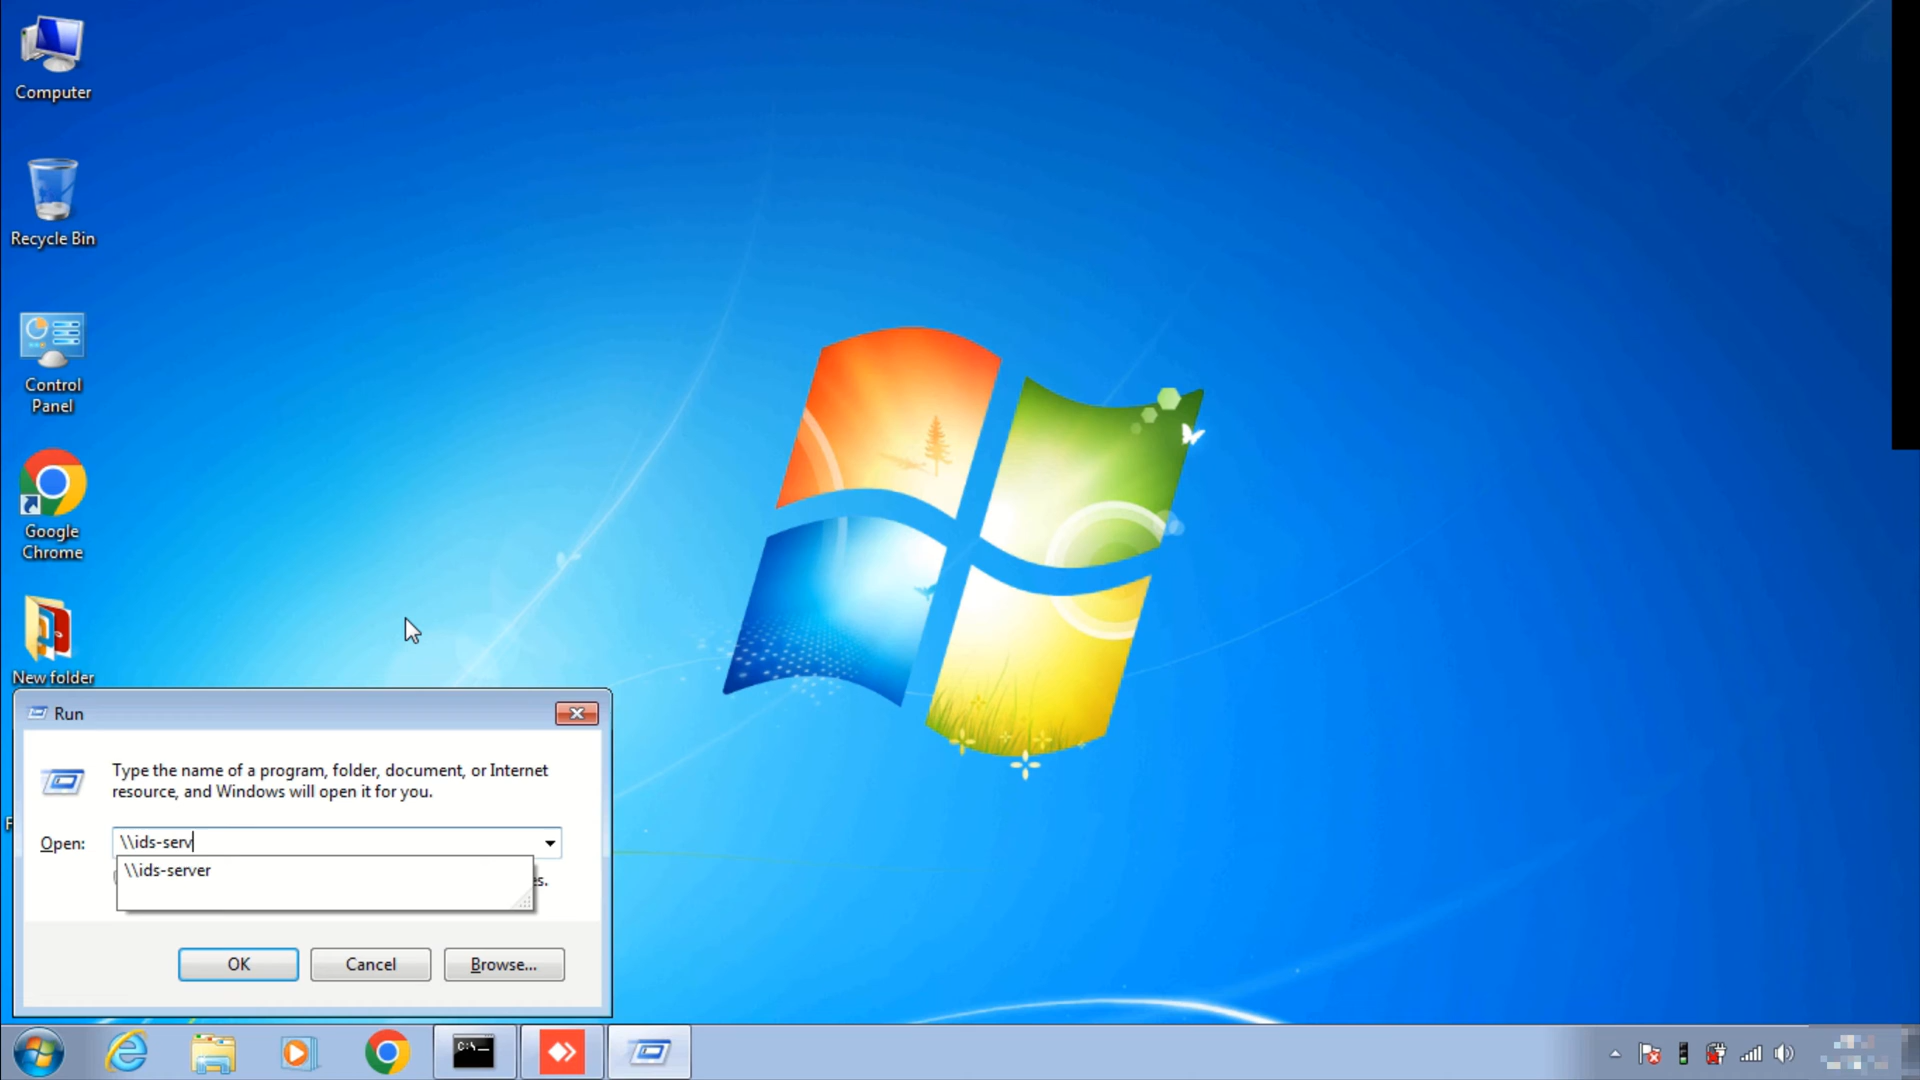 Computer
Recycle Bin
Control
Panel
Google
Chrome
New folder
Run
Type the name of a program, folder, document, or Internet
resource, and Windows will open it for you.
Open:
\\ids-serv
\\ids-server
es.
OK
Cancel
Browse...
C:\_